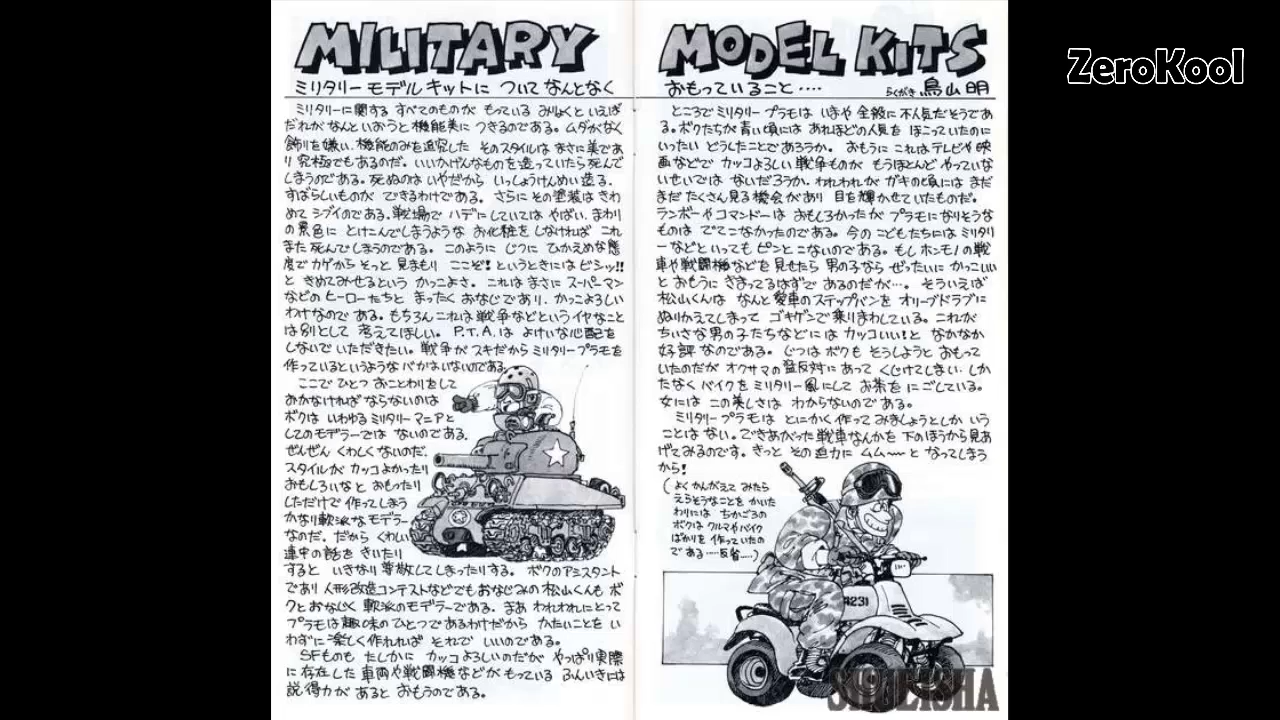 MILITARY MODEL KITS
ZeroKool
ミリタリー モデルキットに ついて なんとなく
おもっていること‥‥
らくがき 鳥山明
ミリタリーに関する すべてのものが もっている みりょくと いえば
だれがなんといおうと 機能美に つきるのである。ムダがなく
飾りを嫌い、機能のみを追究した そのスタイルは まさに美であ
り 究極でもあるのだ。いいかげんなものを造っていたら死んで
しまうのである。死ぬのは いやだから いっしょうけんめい 造る。
すばらしいものが できるわけである。さらに その塗装は きわ
めて シブイのである。戦場で ハデにしていては やばい。まわり
の景色に とけこんでしまうような お化粧を しなければ これ
また 死んでしまうのである。このように じつに ひかえめな態
度で カゲから そっと 見まもり ここぞ!というときには ビシッ!!
と きめてみせるという かっこよさ。これは まさに スーパーマン
などの ヒーローたちと まったく おなじであり、かっこよろしい
わけなのである。もちろん これは 戦争などという イヤなこと
は別として 考えてほしい。P.T.A.は よけいな心配を
しないで いただきたい。戦争が スキだから ミリタリープラモを
作っているというような バカはいないのである。
ここで ひとつ おことわりをして
おかなければ ならないのは
ボクは いわゆる ミリタリー マニアと
してのモデラーでは ないのである。
ぜんぜん くわしくないのだ。
スタイルが カッコよかったり
おもしろいなと おもったり
しただけで 作ってしまう
かなり 軟派な モデラー
なのだ。だから くわしい
連中の 話を きいたり
すると いきなり 尊敬してしまったりする。ボクのアシスタント
であり 人形改造コンテストなどでも おなじみの 松山くんも ボ
クと おなじく 軟派のモデラーである。まあ われわれにとって
プラモは 趣味の ひとつであるわけだから かたいことを い
わずに 楽しく 作れれば それで いいのである。
SFものも たしかに カッコよろしいのだが やっぱり 実際
に 存在した 車両や 戦闘機などが もっている ふんいきには
説得力が あると おもうのである。
ところで ミリタリー プラモは いまや 全般に 不人気だそうであ
る。ボクたちが 青い頃には あれほどの人気を ほこっていたのに
いったい どうしたことであろうか。おもうに これは テレビや映
画などで カッコよろしい 戦争ものが もうほとんど やっていな
いせいでは ないだろうか。われわれが ガキの頃には まだ
まだ たくさん 見る 機会があり 目を輝かせていたものだ。
ランボーや コマンドーは おもしろかったが プラモになりそうな
ものは でてこなかったのである。今の こどもたちには ミリタリ
ーなどといっても ピンと こないのである。もし ホンモノの戦
車や 戦闘機などを 見せたら 男の子なら ぜったいに かっこいい
と おもうに きまってるはずで あるのだが‥‥。そういえば
松山くんは なんと 愛車の ステップバンを オリーブドラブに
ぬりかえてしまって ゴキゲンで 乗りまわしている。これが
ちいさな 男の子たちなどには カッコいい!と なかなか
好評なのである。じつは ボクも そうしようと おもって
いたのだが オクサマの 猛反対に あって くじけてしまい、しか
たなく バイクを ミリタリー風にして お茶を にごしている。
女には この美しさは わからないのである。
ミリタリープラモは とにかく 作って みましょうとしか いう
ことは ない。できあがった 戦車なんかを 下のほうから 見あ
げてみるのです。きっと その迫力に ムム〜〜と なってしまう
から!
(よく かんがえて みたら
えらそうなことを かいた
わりには ちかごろの
ボクは クルマや バイク
ばかりを 作っていたの
である‥‥‥反省‥‥‥)
4231
SHUEISHA